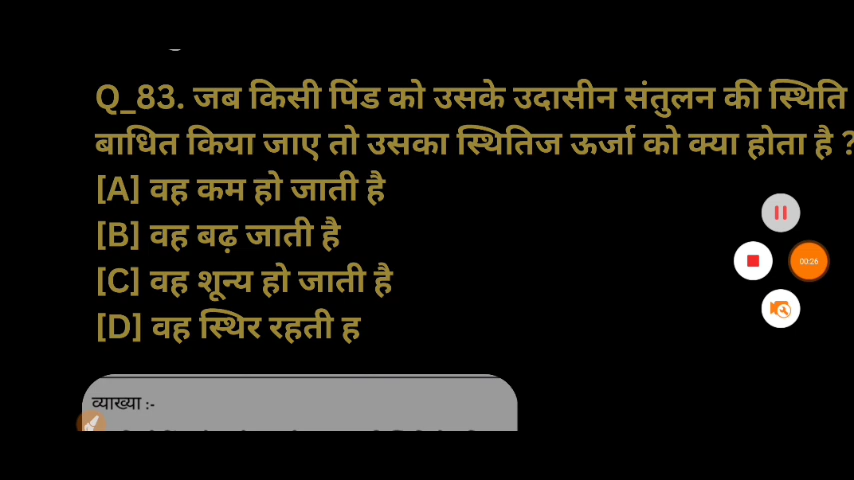 Q_83. जब किसी पिंड को उसके उदासीन संतुलन की स्थिति
बाधित किया जाए तो उसका स्थितिज ऊर्जा को क्या होता है ?
[A] वह कम हो जाती है
[B] वह बढ़ जाती है
[C] वह शून्य हो जाती है
[D] वह स्थिर रहती ह
00:26
व्याख्या :-